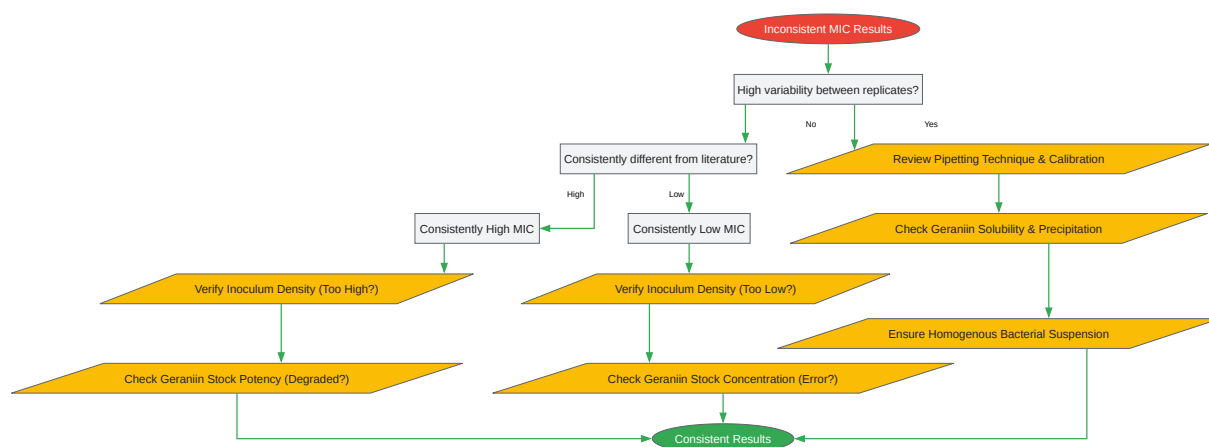 Inconsistent MIC Results
High variability between replicates?
No
Yes
Consistently different from literature?
Review Pipetting Technique & Calibration
High
Low
Consistently High MIC
Consistently Low MIC
Check Geraniin Solubility & Precipitation
Verify Inoculum Density (Too High?)
Verify Inoculum Density (Too Low?)
Ensure Homogenous Bacterial Suspension
Check Geraniin Stock Potency (Degraded?)
Check Geraniin Stock Concentration (Error?)
Consistent Results